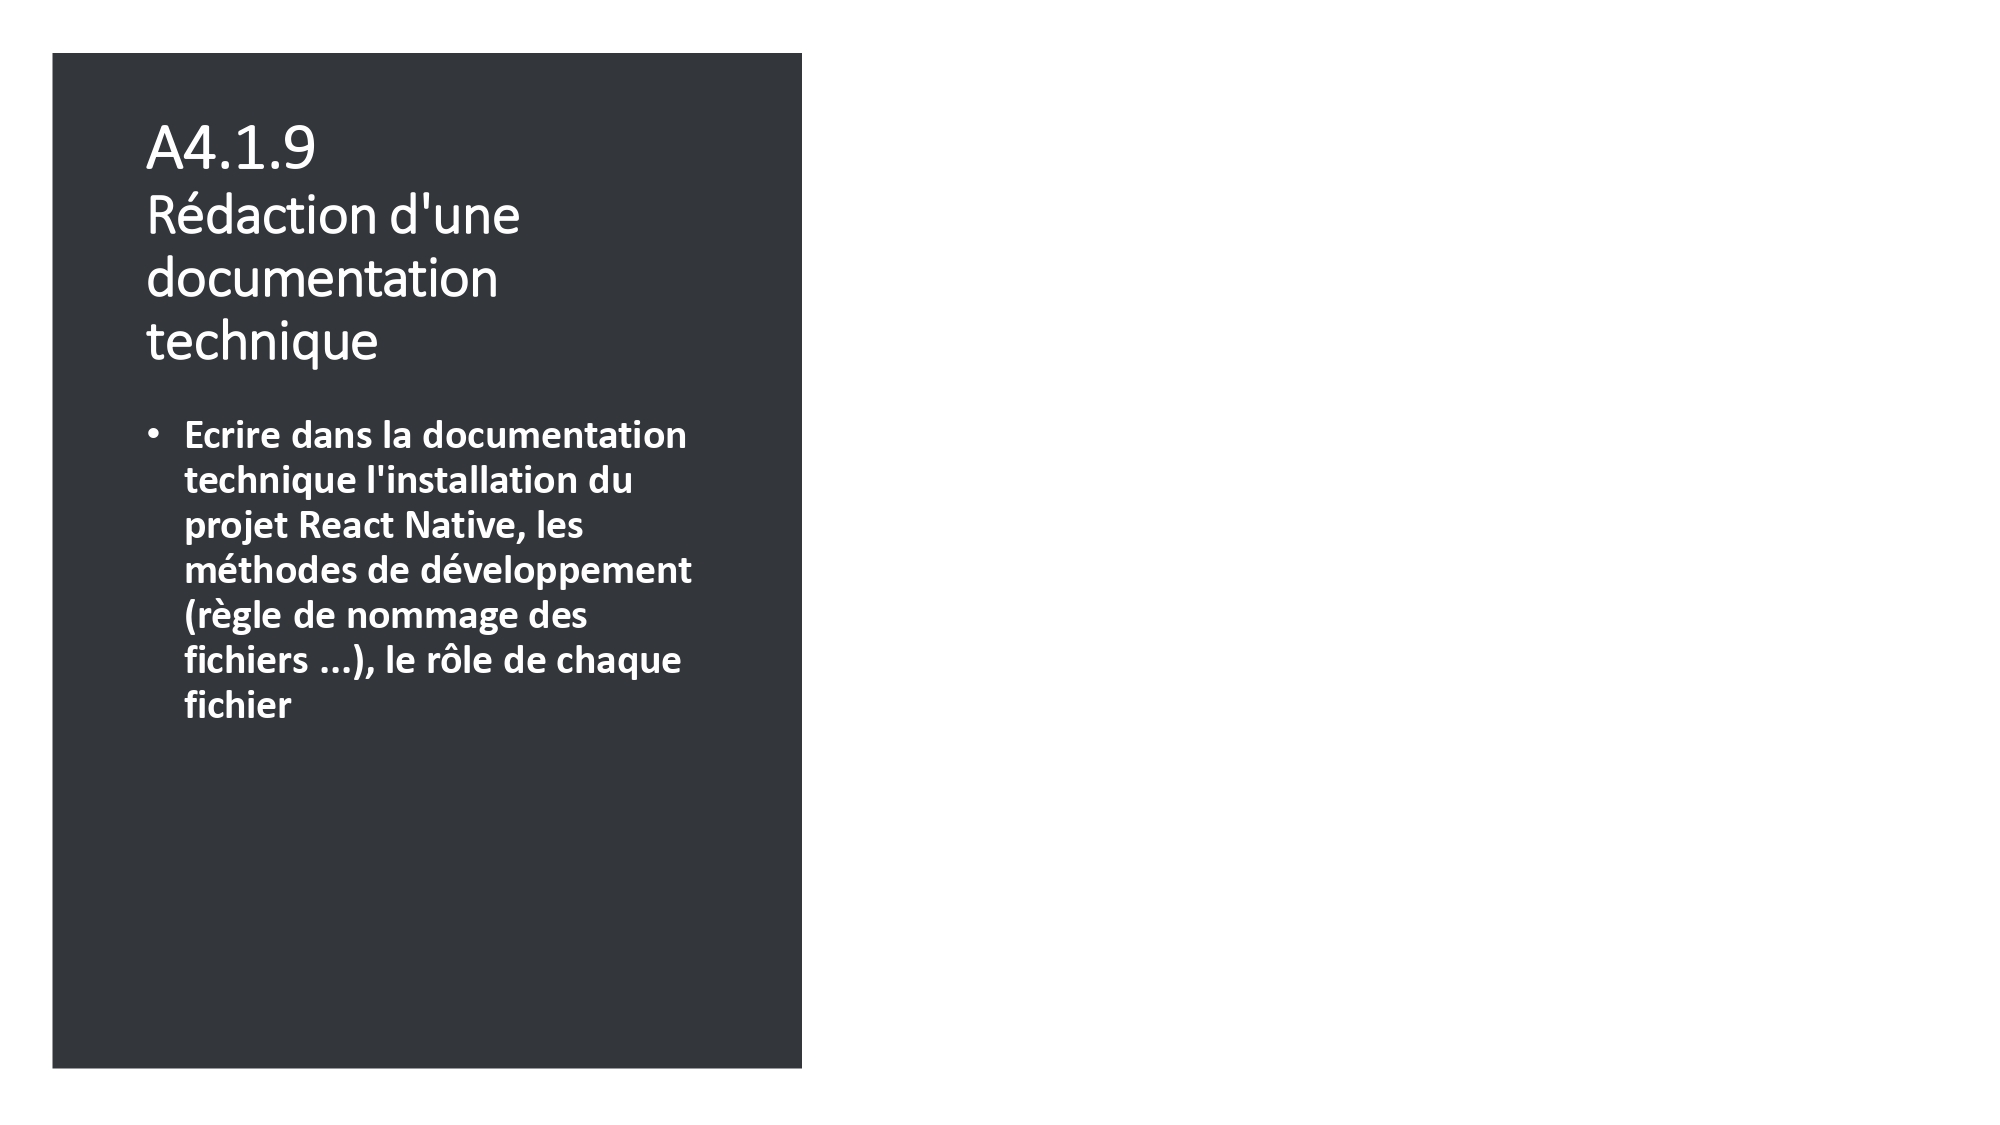 A4.1.9
Rédaction d'une
documentation
technique
• Ecrire dans la documentation
technique l'installation du
projet React Native, les
méthodes de développement
(règle de nommage des
fichiers ...), le rôle de chaque
fichier